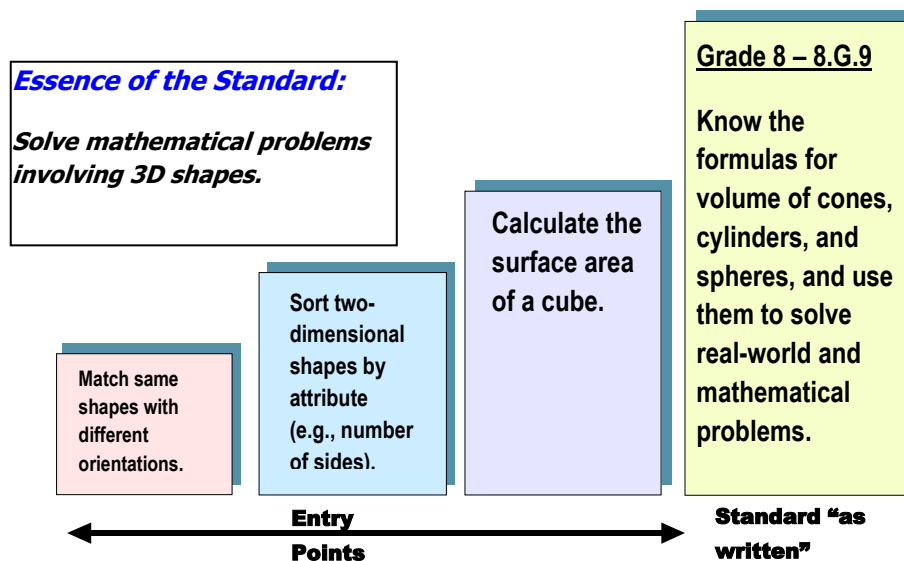 Essence of the Standard:
Solve mathematical problems
involving 3D shapes.
Match same
shapes with
different
orientations.
Sort two-
dimensional
shapes by
attribute
(e.g., number
of sides).
Calculate the
surface area
of a cube.
Grade 8 – 8.G.9
Know the
formulas for
volume of cones,
cylinders, and
spheres, and use
them to solve
real-world and
mathematical
problems.
Entry
Points
Standard “as
written”